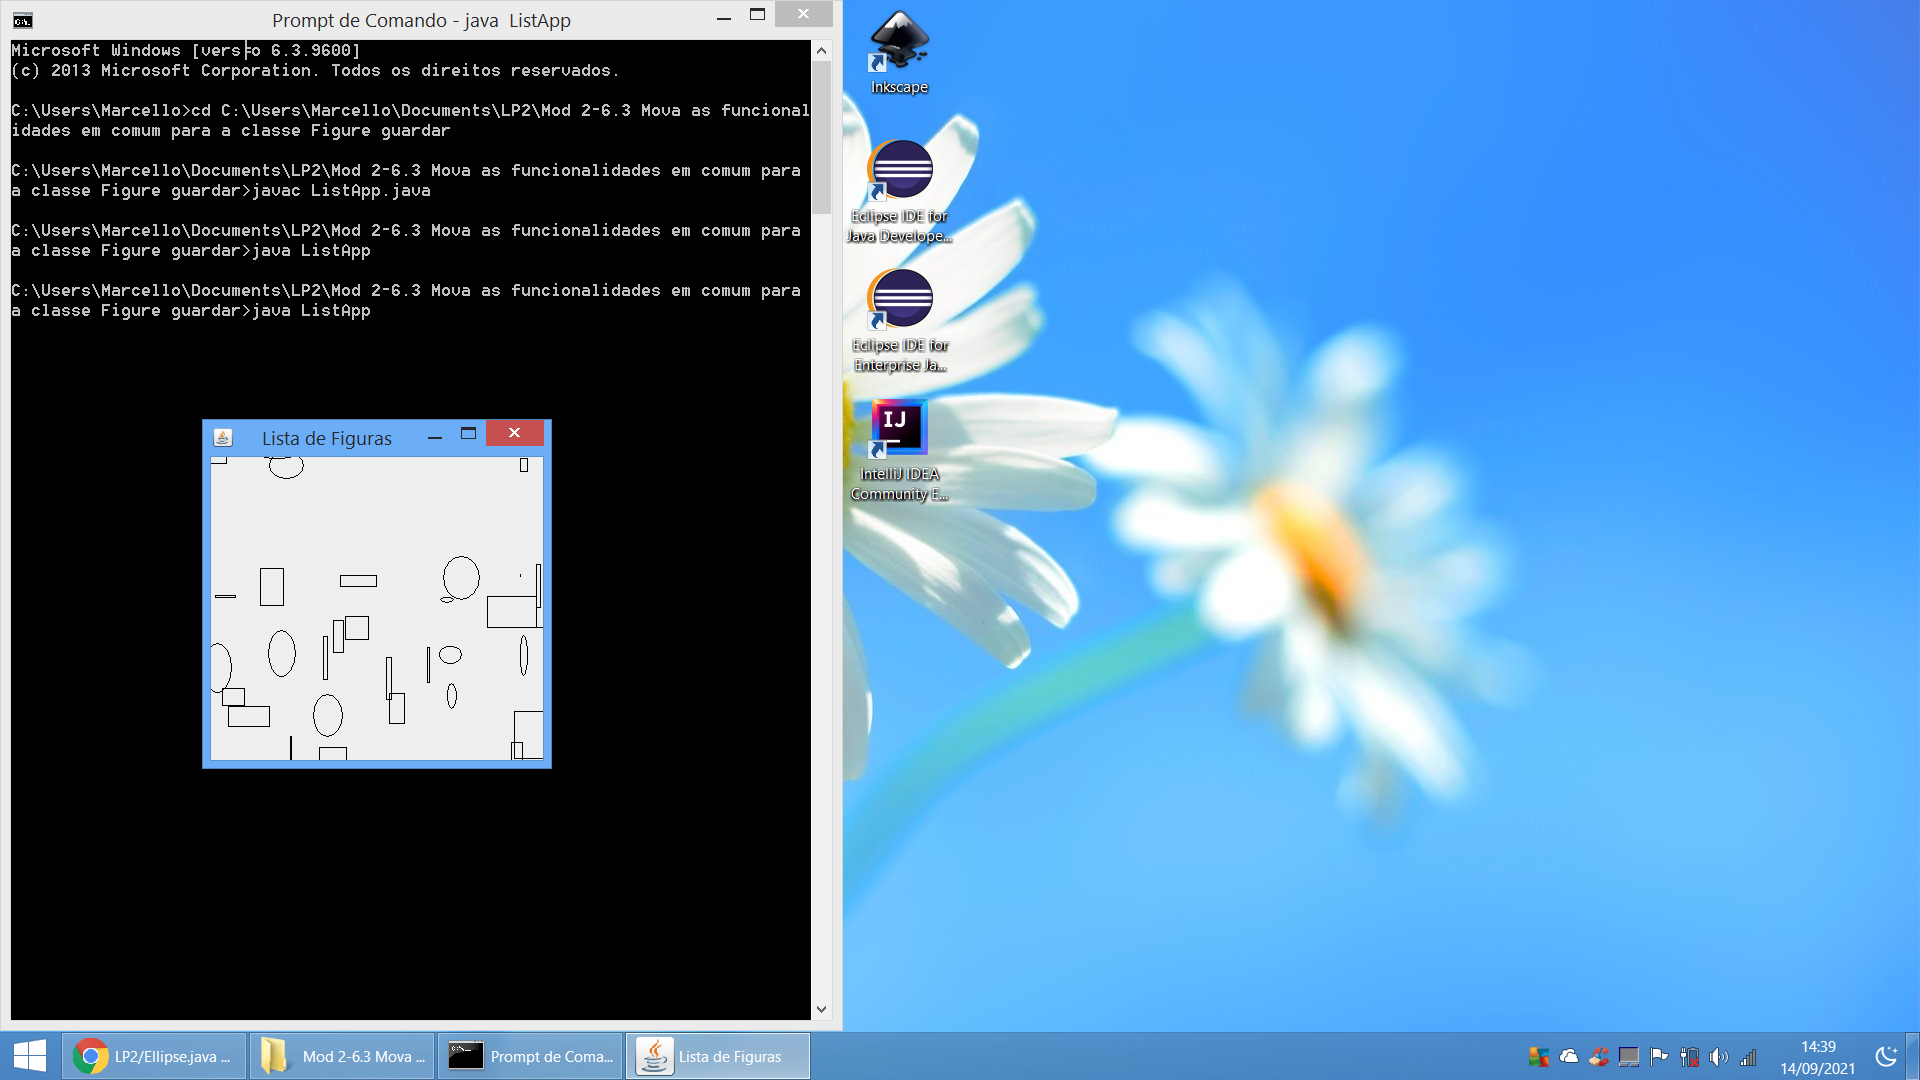 Prompt de Comando - java  ListApp
Microsoft Windows [versão 6.3.9600]
(c) 2013 Microsoft Corporation. Todos os direitos reservados.
C:\Users\Marcello>cd C:\Users\Marcello\Documents\LP2\Mod 2-6.3 Mova as funcional
idades em comum para a classe Figure guardar
C:\Users\Marcello\Documents\LP2\Mod 2-6.3 Mova as funcionalidades em comum para
a classe Figure guardar>javac ListApp.java
C:\Users\Marcello\Documents\LP2\Mod 2-6.3 Mova as funcionalidades em comum para
a classe Figure guardar>java ListApp
C:\Users\Marcello\Documents\LP2\Mod 2-6.3 Mova as funcionalidades em comum para
a classe Figure guardar>java ListApp
Lista de Figuras
Inkscape
Eclipse IDE for
Java Develope...
Eclipse IDE for
Enterprise Ja...
IJ
IntelliJ IDEA
Community E...
LP2/Ellipse.java ...
Mod 2-6.3 Mova ...
Prompt de Coma...
Lista de Figuras
14:39
14/09/2021